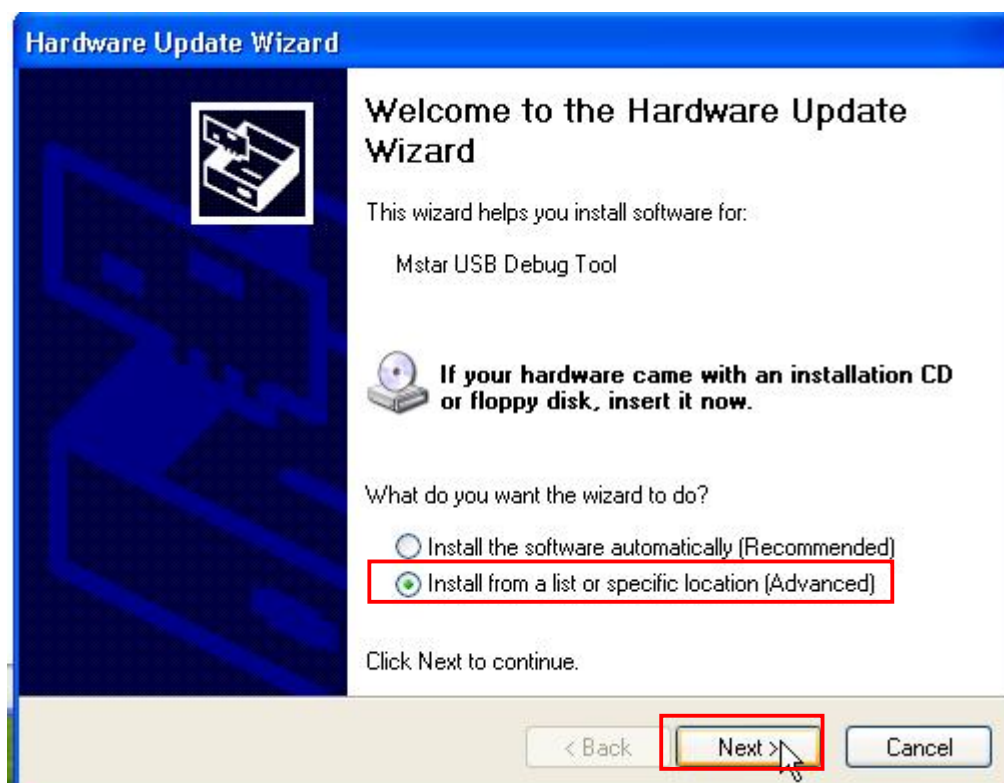 Hardware Update Wizard
Welcome to the Hardware Update
Wizard
This wizard helps you install software for:
Mstar USB Debug Tool
If your hardware came with an installation CD
or floppy disk, insert it now.
What do you want the wizard to do?
Install the software automatically (Recommended)
Install from a list or specific location (Advanced)
Click Next to continue.
< Back
Next >
Cancel